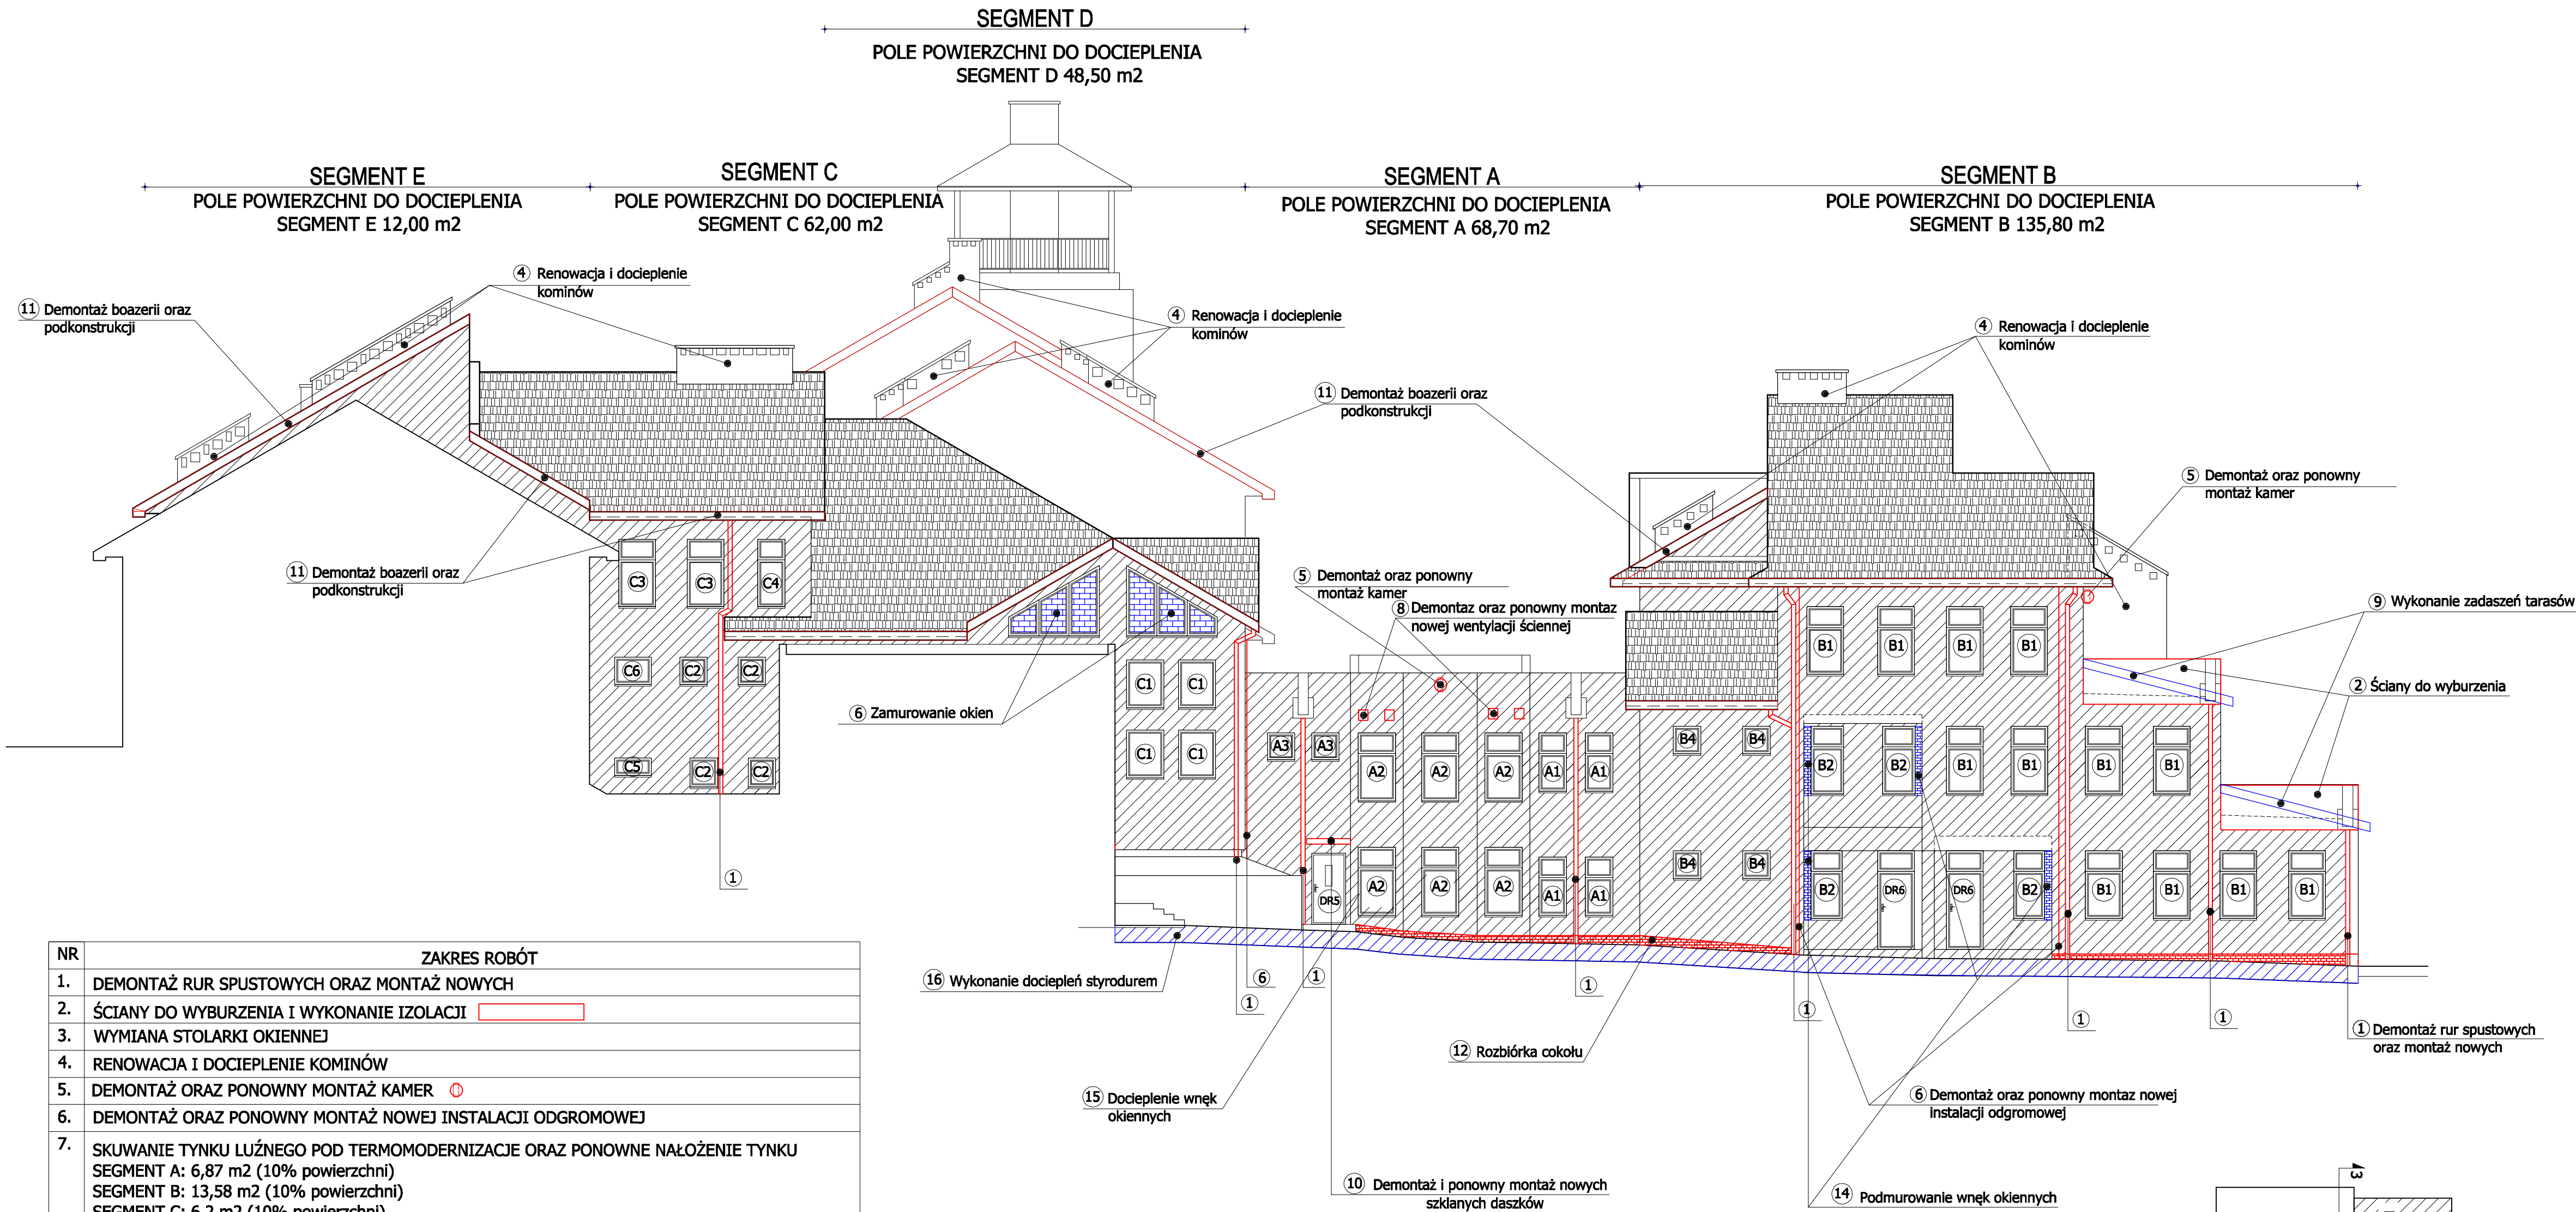 SEGMENT D
POLE POWIERZCHNI DO DOCIEPLENIA
SEGMENT D 48,50 m2
SEGMENT E
POLE POWIERZCHNI DO DOCIEPLENIA
SEGMENT E 12,00 m2
SEGMENT C
POLE POWIERZCHNI DO DOCIEPLENIA
SEGMENT C 62,00 m2
SEGMENT A
POLE POWIERZCHNI DO DOCIEPLENIA
SEGMENT A 68,70 m2
SEGMENT B
POLE POWIERZCHNI DO DOCIEPLENIA
SEGMENT B 135,80 m2
11 Demontaż boazerii oraz
podkonstrukcji
4 Renowacja i docieplenie
kominów
4 Renowacja i docieplenie
kominów
4 Renowacja i docieplenie
kominów
11 Demontaż boazerii oraz
podkonstrukcji
5 Demontaż oraz ponowny
montaż kamer
11 Demontaż boazerii oraz
podkonstrukcji
5 Demontaż oraz ponowny
montaż kamer
8 Demontaz oraz ponowny montaz
nowej wentylacji ściennej
9 Wykonanie zadaszeń tarasów
2 Ściany do wyburzenia
6 Zamurowanie okien
C3 C3 C4
C6 C2 C2
C5 C2 C2
C1 C1
C1 C1
A3 A3
A2 A2 A2 A1 A1
DR5 A2 A2 A2 A1 A1
B4 B4
B4 B4
B1 B1 B1 B1
B2 B2 B1 B1 B1 B1
B2 DR6 DR6 B2 B1 B1 B1 B1
1
16 Wykonanie dociepleń styrodurem
1
6
1
1
1
1
1
1 Demontaż rur spustowych
oraz montaż nowych
12 Rozbiórka cokołu
15 Docieplenie wnęk
okiennych
6 Demontaż oraz ponowny montaz nowej
instalacji odgromowej
10 Demontaż i ponowny montaż nowych
szklanych daszków
14 Podmurowanie wnęk okiennych
3
NR ZAKRES ROBÓT
1. DEMONTAŻ RUR SPUSTOWYCH ORAZ MONTAŻ NOWYCH
2. ŚCIANY DO WYBURZENIA I WYKONANIE IZOLACJI
3. WYMIANA STOLARKI OKIENNEJ
4. RENOWACJA I DOCIEPLENIE KOMINÓW
5. DEMONTAŻ ORAZ PONOWNY MONTAŻ KAMER
6. DEMONTAŻ ORAZ PONOWNY MONTAŻ NOWEJ INSTALACJI ODGROMOWEJ
7. SKUWANIE TYNKU LUŹNEGO POD TERMOMODERNIZACJE ORAZ PONOWNE NAŁOŻENIE TYNKU
SEGMENT A: 6,87 m2 (10% powierzchni)
SEGMENT B: 13,58 m2 (10% powierzchni)
SEGMENT C: 6,2 m2 (10% powierzchni)